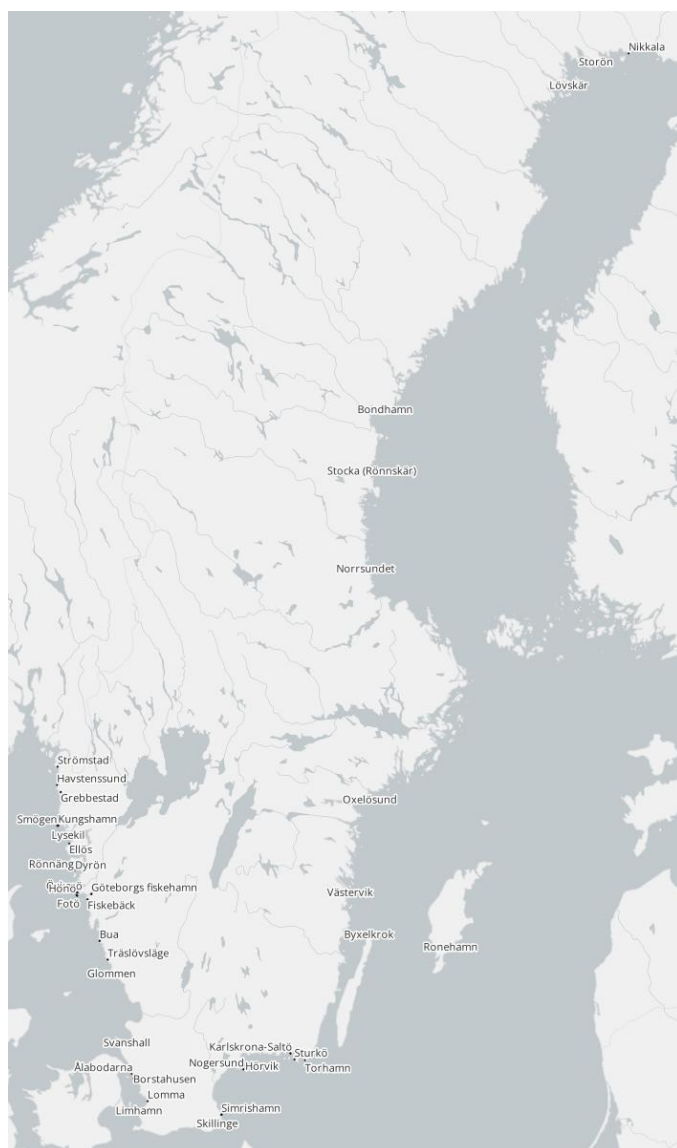 Nikkala
Storön
Lövskär
Bondhamn
Stocka (Rönnskär)
Norrsundet
Strömstad
Havstenssund
Grebbestad
Oxelösund
Smögen
Kungshamn
Lysekil
Ellös
Rönnäng
Dyrön
Hönö
Göteborgs fiskehamn
Västervik
Fotö
Fiskebäck
Bua
Byxelkrok
Träslövsläge
Ronehamn
Glommen
Svanshall
Karlskrona-Saltö
Sturkö
Nogersund
Hörvik
Torhamn
Ålabodarna
Borstahusen
Lomma
Limhamn
Simrishamn
Skillinge